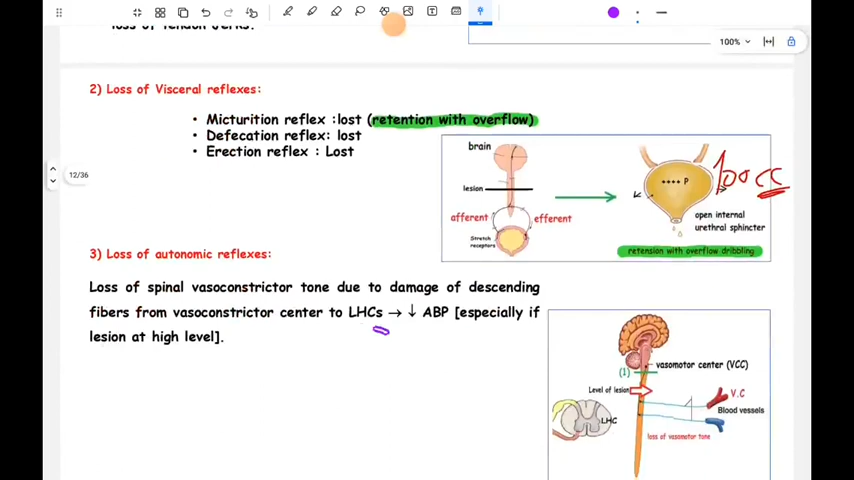 loss of tendon jerks.
100%
2) Loss of Visceral reflexes:
• Micturition reflex :lost (retention with overflow)
• Defecation reflex: lost
• Erection reflex : Lost
12/36
brain
lesion
afferent
efferent
Stretch
receptors
P
100cc
open internal
urethral sphincter
retension with overflow dribbling
3) Loss of autonomic reflexes:
Loss of spinal vasoconstrictor tone due to damage of descending
fibers from vasoconstrictor center to LHCs → ↓ ABP [especially if
lesion at high level].
vasomotor center (VCC)
(1)
Level of lesion
V.C
Blood vessels
LHC
loss of vasomotor tone